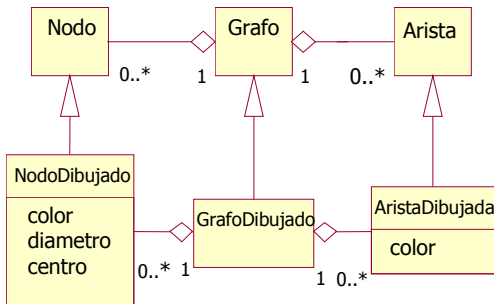 Nodo
Grafo
Arista
0..*
1
1
0..*
NodoDibujado
color
diametro
centro
GrafoDibujado
AristaDibujada
color
0..*
1
1
0..*